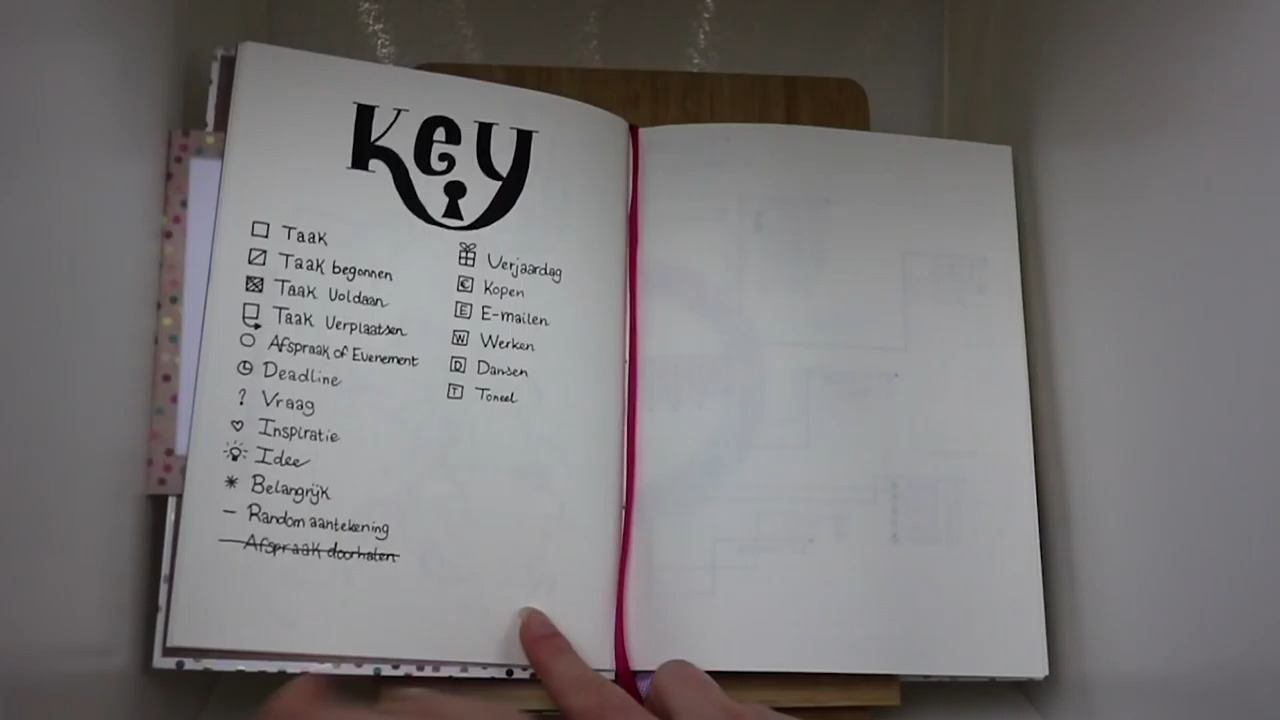 Key
Taak
Taak begonnen
Taak Voldaan
Taak Verplaatsen
Afspraak of Evenement
Deadline
? Vraag
Inspiratie
Idee
* Belangrijk
– Random aantekening
Afspraak doorhalen
Verjaardag
€ Kopen
E E-mailen
W Werken
D Dansen
T Toneel